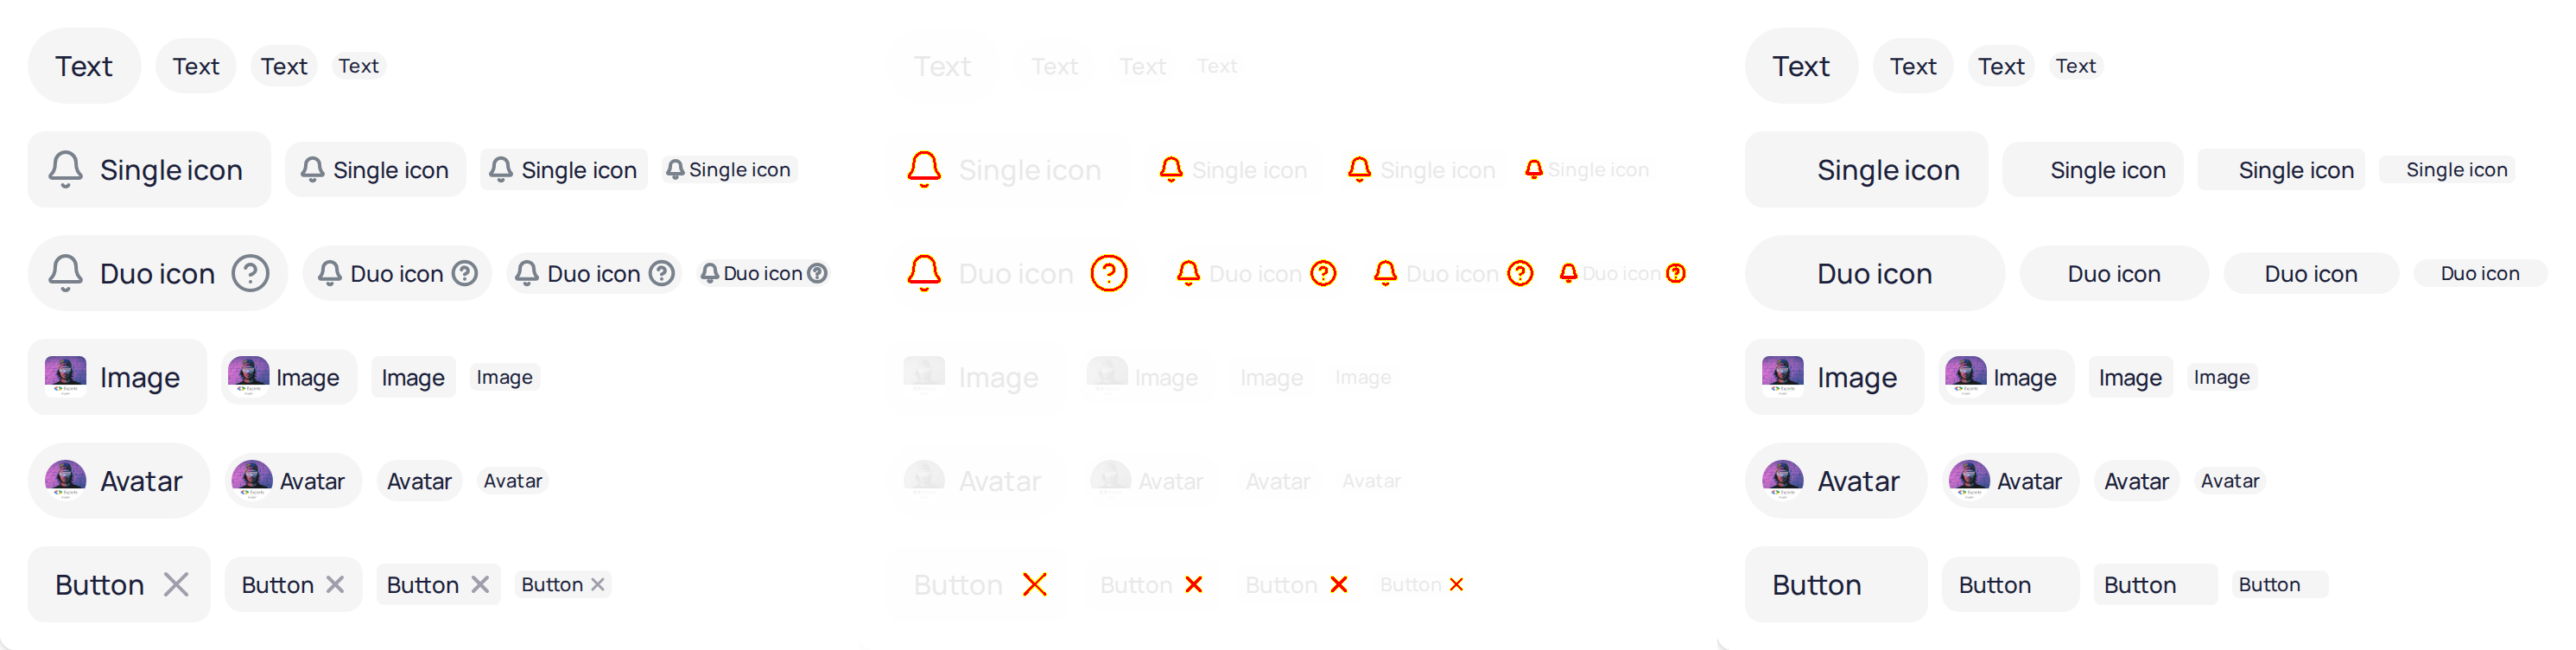 Text Text Text Text Text Text Text Text Text Text Text Text
Single icon Single icon Single icon Single icon Single icon Single icon Single icon Single icon Single icon Single icon Single icon Single icon
Duo icon Duo icon Duo icon Duo icon Duo icon Duo icon Duo icon Duo icon Duo icon Duo icon Duo icon Duo icon
Image Image Image Image Image Image Image Image Image Image Image Image
Avatar Avatar Avatar Avatar Avatar Avatar Avatar Avatar Avatar Avatar Avatar Avatar
Button Button Button Button Button Button Button Button Button Button Button Button